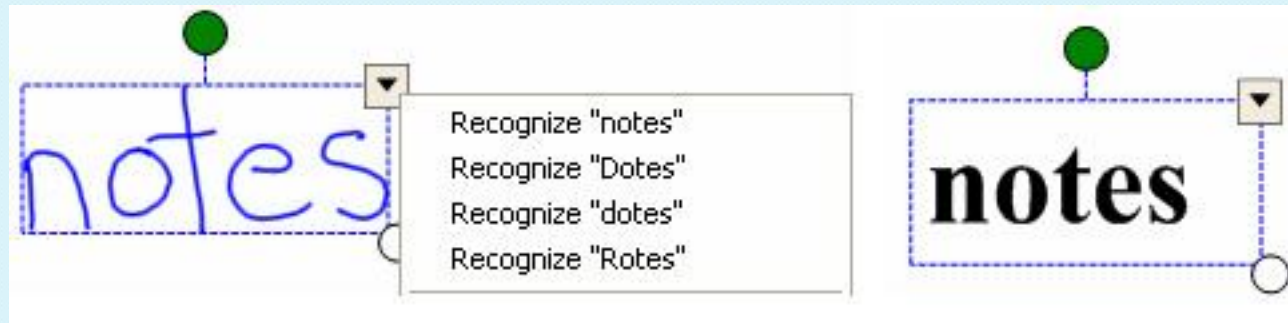 notes
Recognize "notes"
Recognize "Dotes"
Recognize "dotes"
Recognize "Rotes"
notes